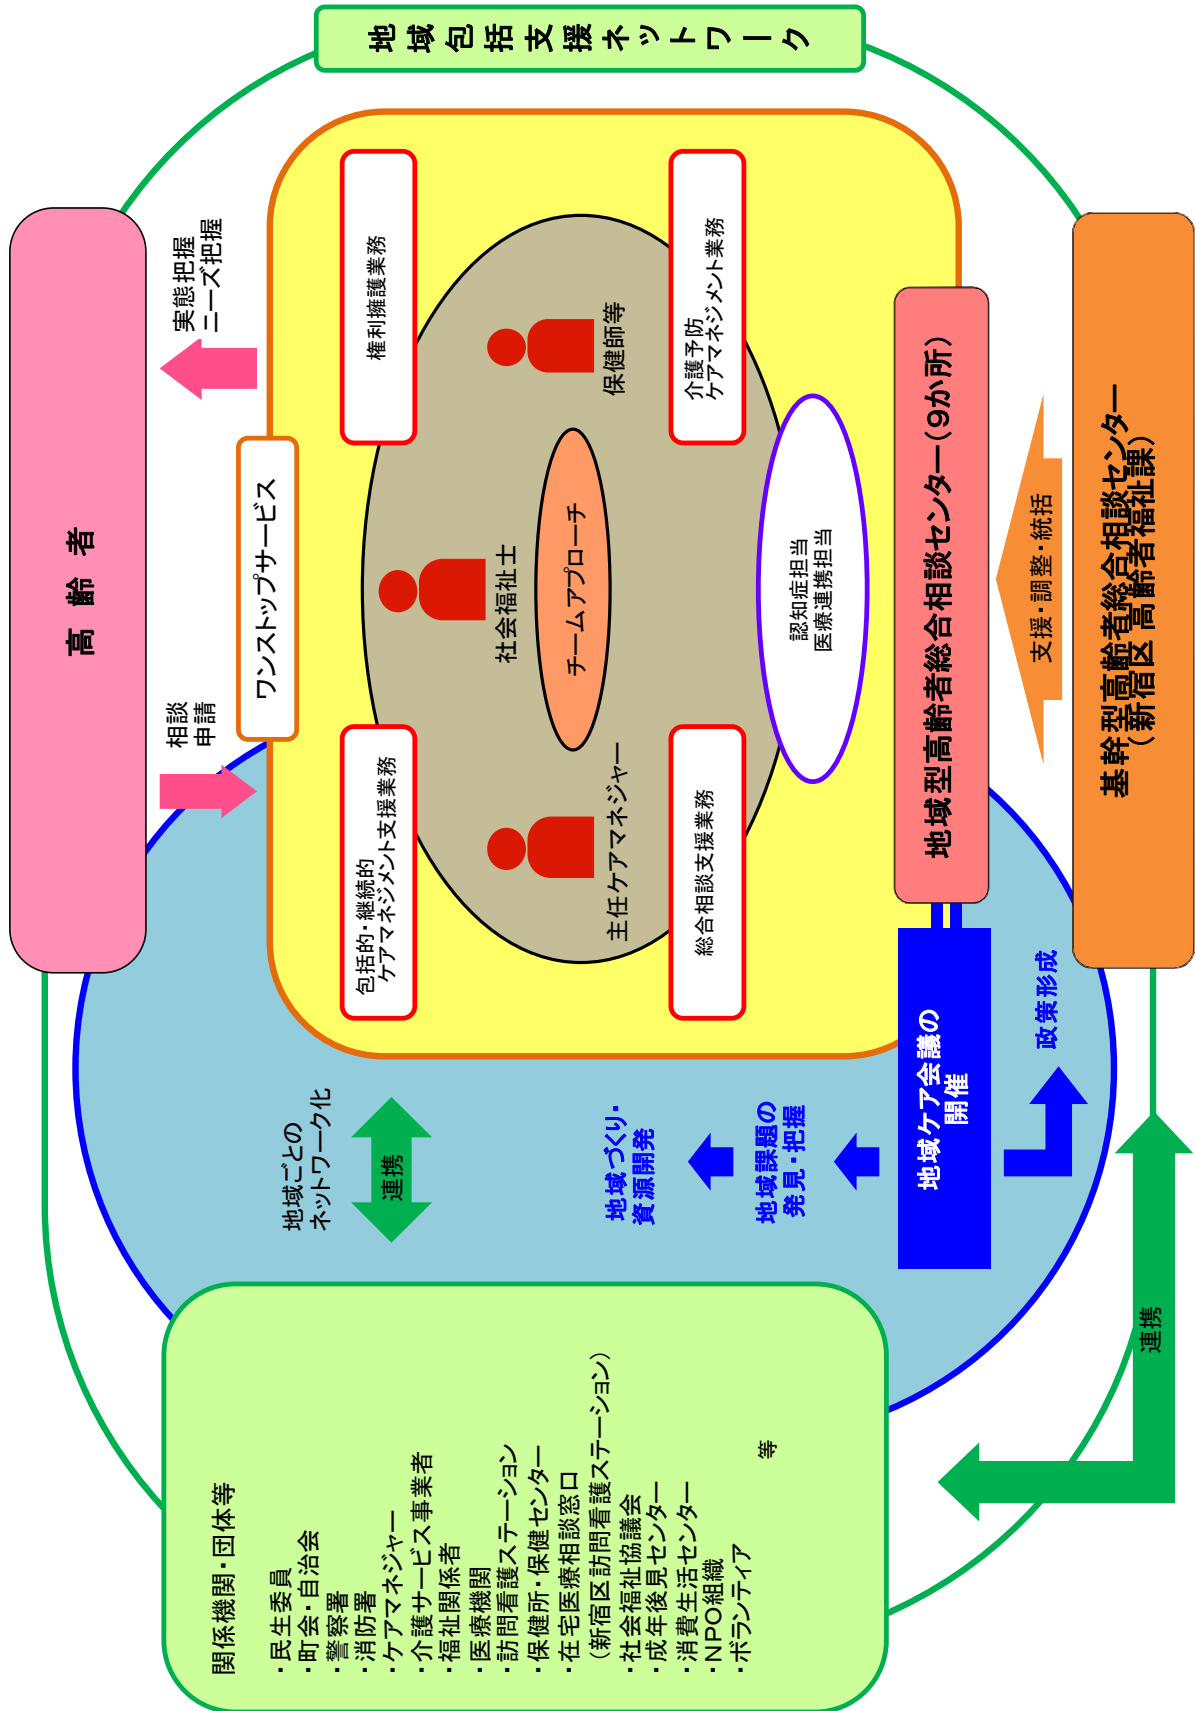 地域包括支援ネットワーク
高齢者
実態把握
ニーズ把握
相談
申請
ワンストップサービス
権利擁護業務
包括的・継続的
ケアマネジメント支援業務
社会福祉士
保健師等
主任ケアマネジャー
チームアプローチ
介護予防
ケアマネジメント業務
総合相談支援業務
認知症担当
医療連携担当
地域型高齢者総合相談センター(9か所)
支援・調整・統括
基幹型高齢者総合相談センター
(新宿区 高齢者福祉課)
地域ごとの
ネットワーク化
連携
地域づくり・
資源開発
地域課題の
発見・把握
地域ケア会議の
開催
政策形成
連携
関係機関・団体等
・民生委員
・町会・自治会
・警察署
・消防署
・ケアマネジャー
・介護サービス事業者
・福祉関係者
・医療機関
・訪問看護ステーション
・保健所・保健センター
・在宅医療相談窓口
(新宿区訪問看護ステーション)
・社会福祉協議会
・成年後見センター
・消費生活センター
・NPO組織
・ボランティア
等